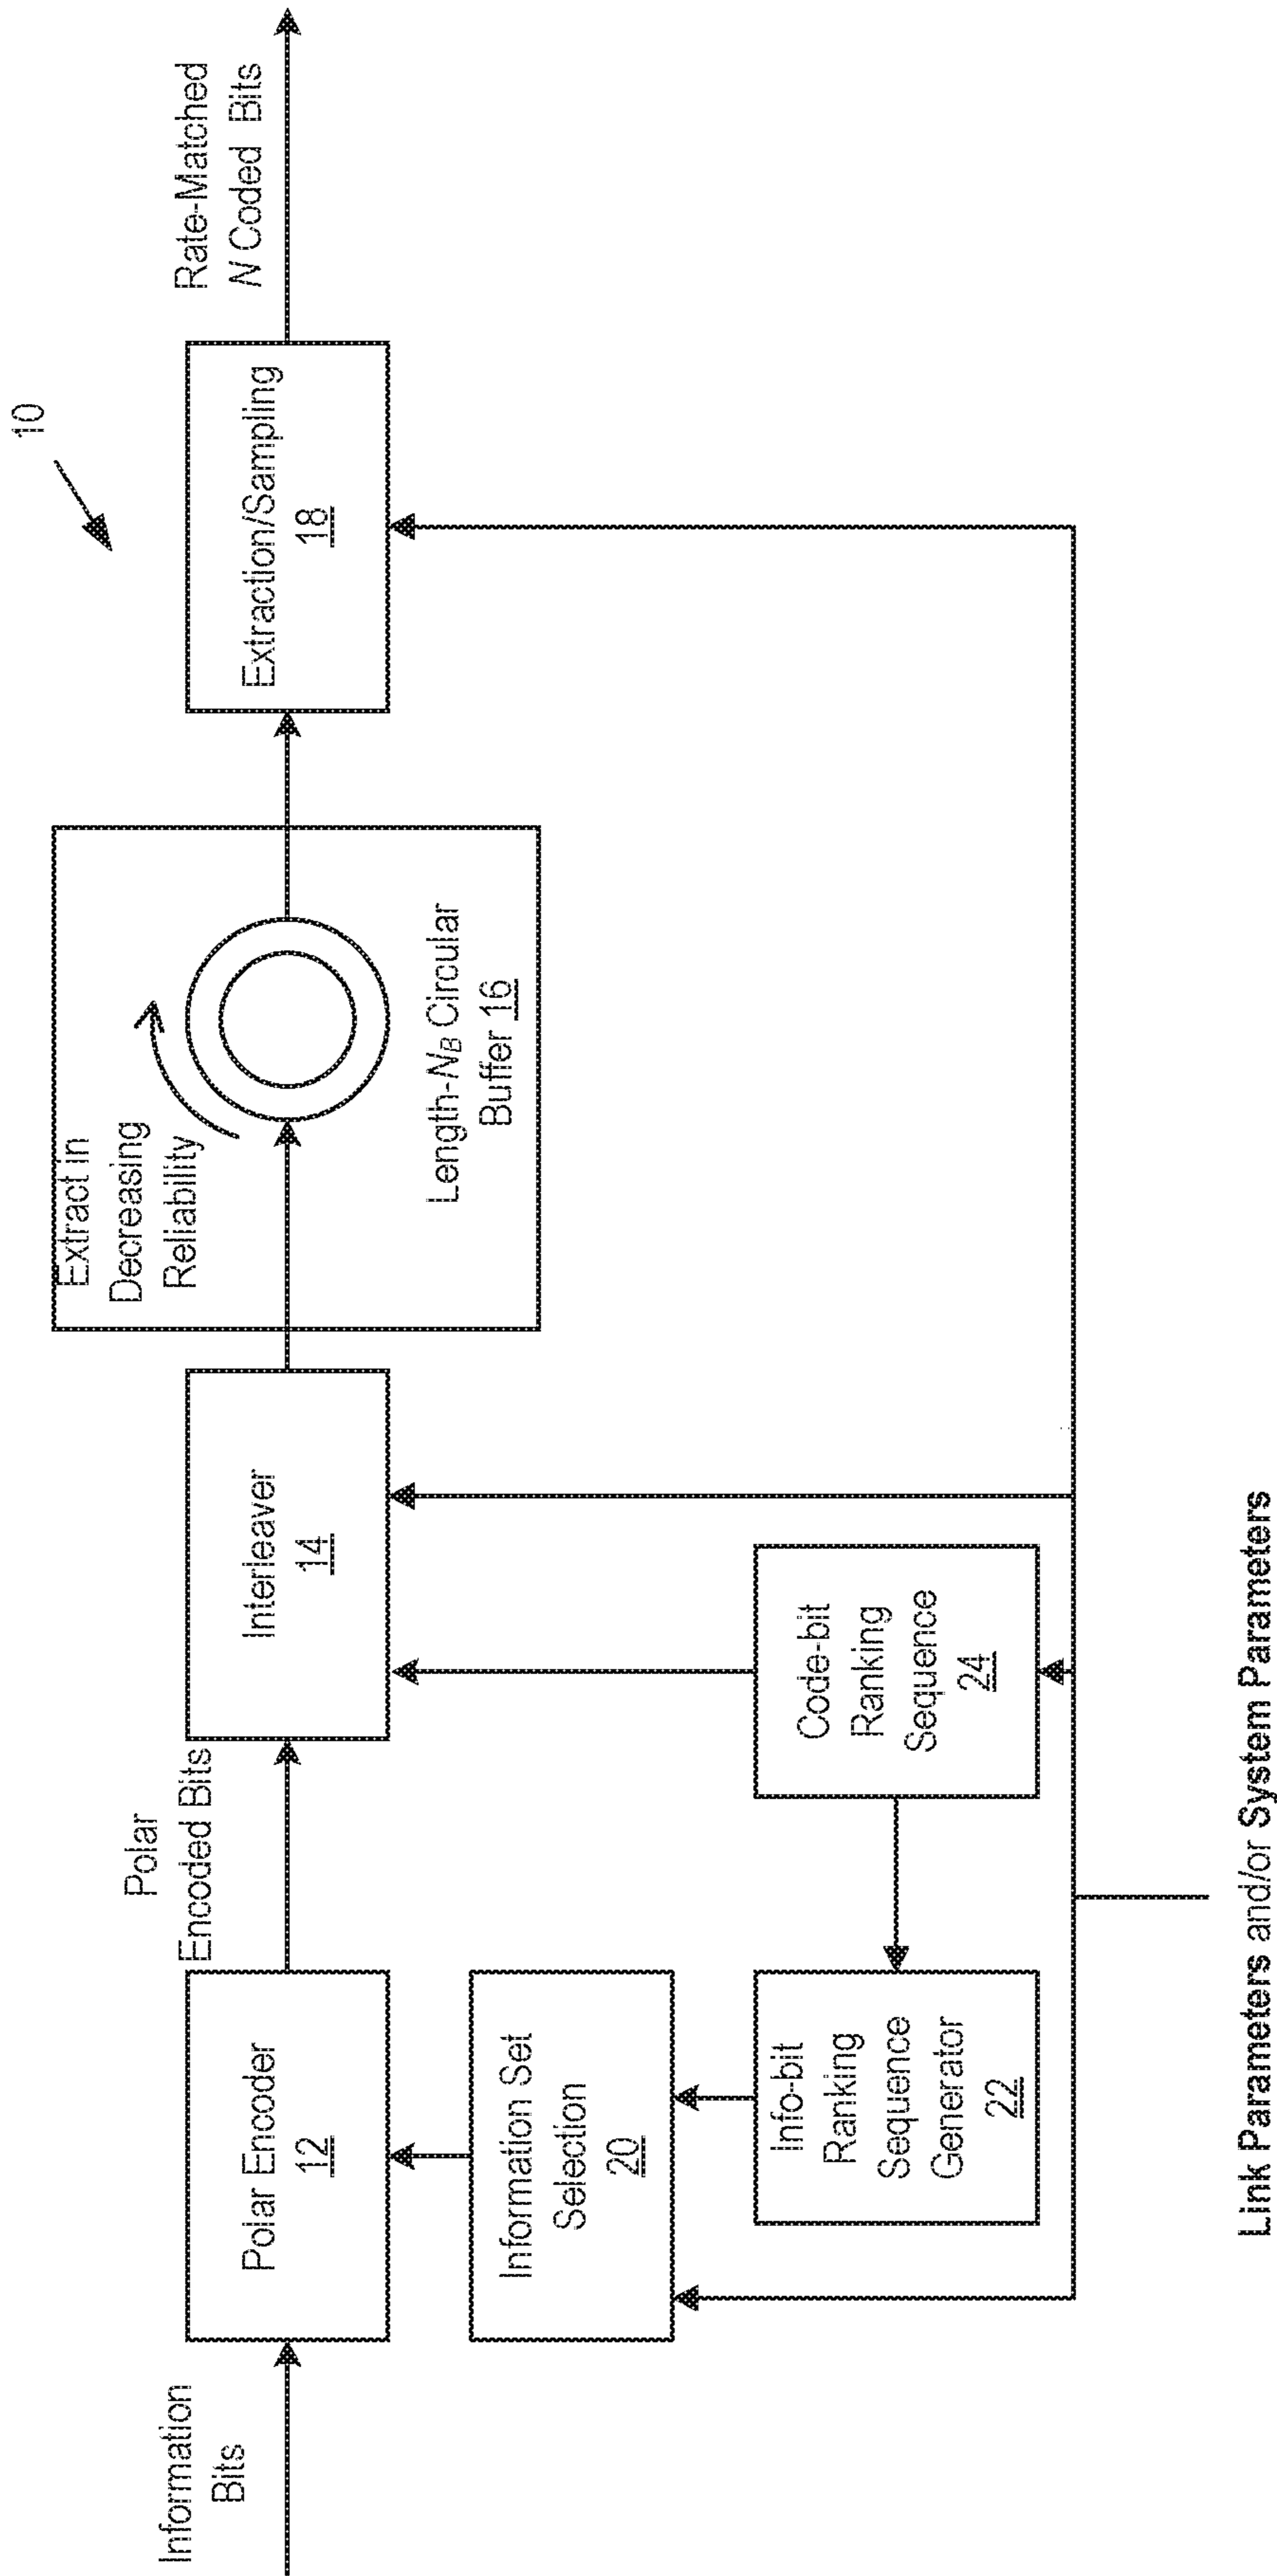 10
Information
Bits
Polar Encoder
12
Polar
Encoded Bits
Interleaver
14
Extract in
Decreasing
Reliability
Length-NB Circular
Buffer 16
Extraction/Sampling
18
Rate-Matched
N Coded Bits
Information Set
Selection
20
Info-bit
Ranking
Sequence
Generator
22
Code-bit
Ranking
Sequence
24
Link Parameters and/or System Parameters